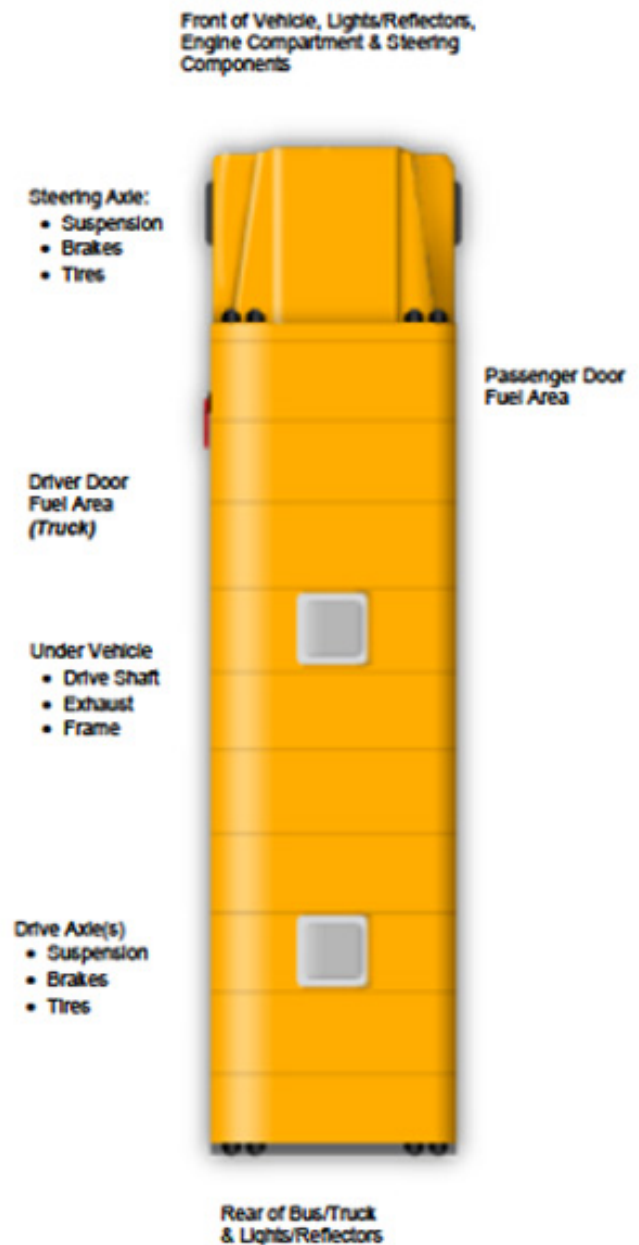 Front of Vehicle, Lights/Reflectors,
Engine Compartment & Steering
Components
Steering Axle:
• Suspension
• Brakes
• Tires
Passenger Door
Fuel Area
Driver Door
Fuel Area
(Truck)
Under Vehicle
• Drive Shaft
• Exhaust
• Frame
Drive Axle(s)
• Suspension
• Brakes
• Tires
Rear of Bus/Truck
& Lights/Reflectors